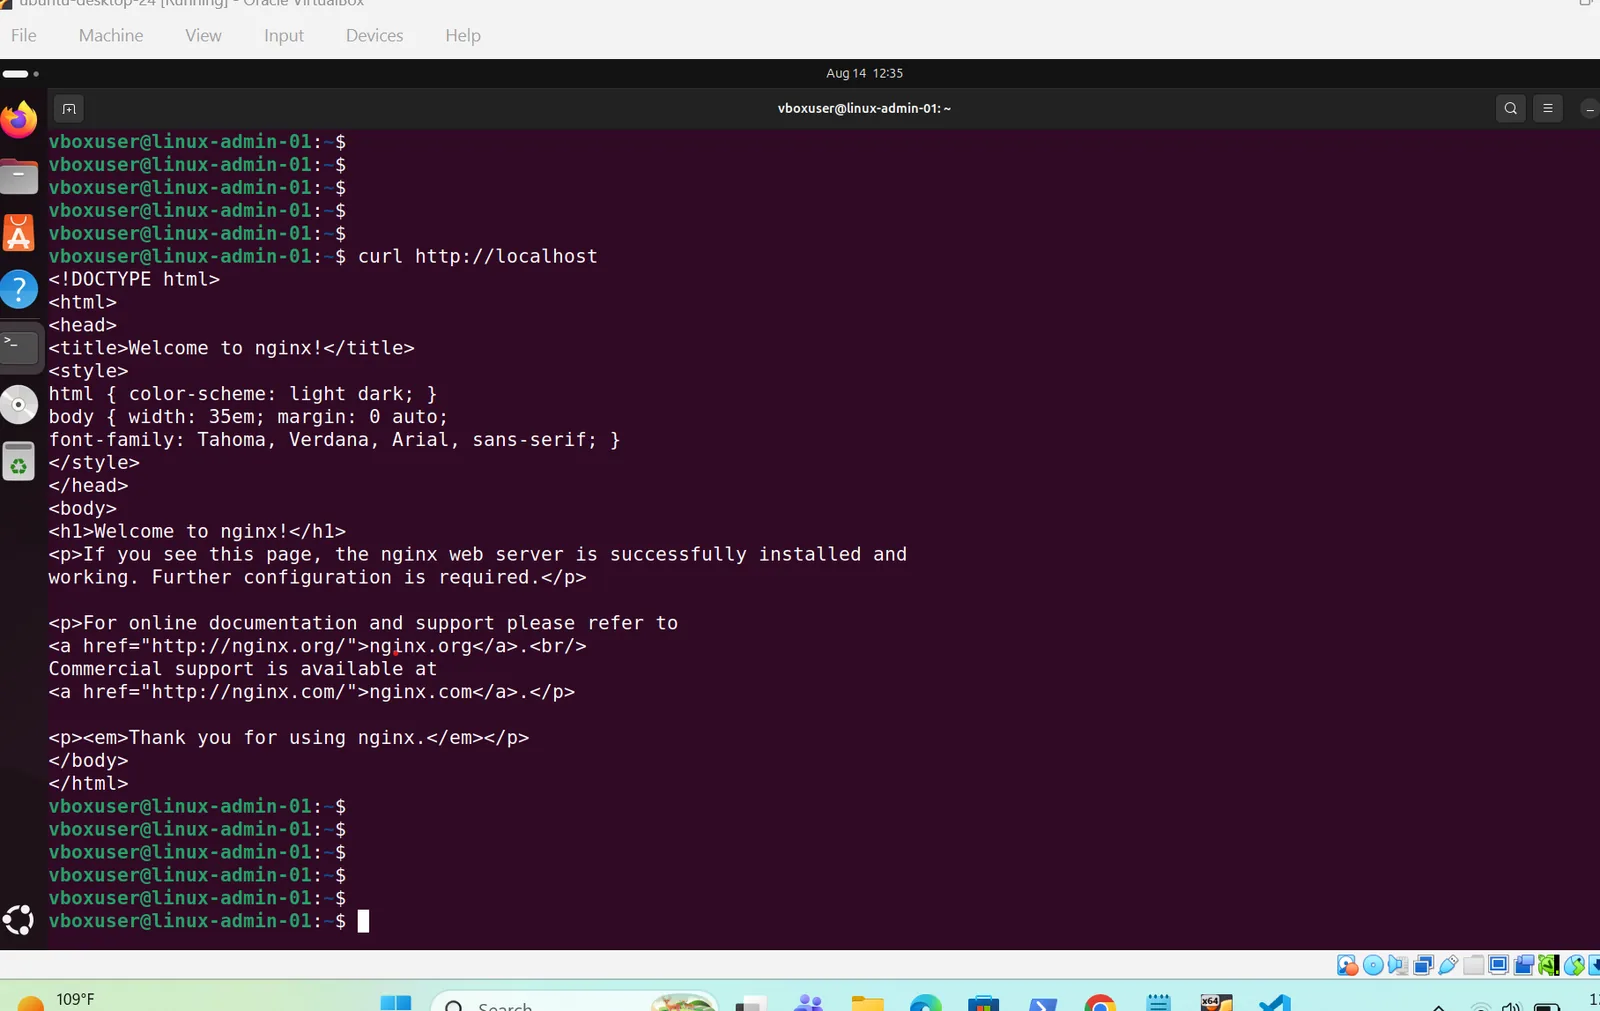 ubuntu-desktop-24 [Running] - Oracle VirtualBox
File Machine View Input Devices Help
Aug 14 12:35
vboxuser@linux-admin-01: ~
vboxuser@linux-admin-01:~$
vboxuser@linux-admin-01:~$
vboxuser@linux-admin-01:~$
vboxuser@linux-admin-01:~$
vboxuser@linux-admin-01:~$
vboxuser@linux-admin-01:~$ curl http://localhost
<!DOCTYPE html>
<html>
<head>
<title>Welcome to nginx!</title>
<style>
html { color-scheme: light dark; }
body { width: 35em; margin: 0 auto;
font-family: Tahoma, Verdana, Arial, sans-serif; }
</style>
</head>
<body>
<h1>Welcome to nginx!</h1>
<p>If you see this page, the nginx web server is successfully installed and
working. Further configuration is required.</p>

<p>For online documentation and support please refer to
<a href="http://nginx.org/">nginx.org</a>.<br/>
Commercial support is available at
<a href="http://nginx.com/">nginx.com</a>.</p>

<p><em>Thank you for using nginx.</em></p>
</body>
</html>
vboxuser@linux-admin-01:~$
vboxuser@linux-admin-01:~$
vboxuser@linux-admin-01:~$
vboxuser@linux-admin-01:~$
vboxuser@linux-admin-01:~$
vboxuser@linux-admin-01:~$
109°F
Search
x64